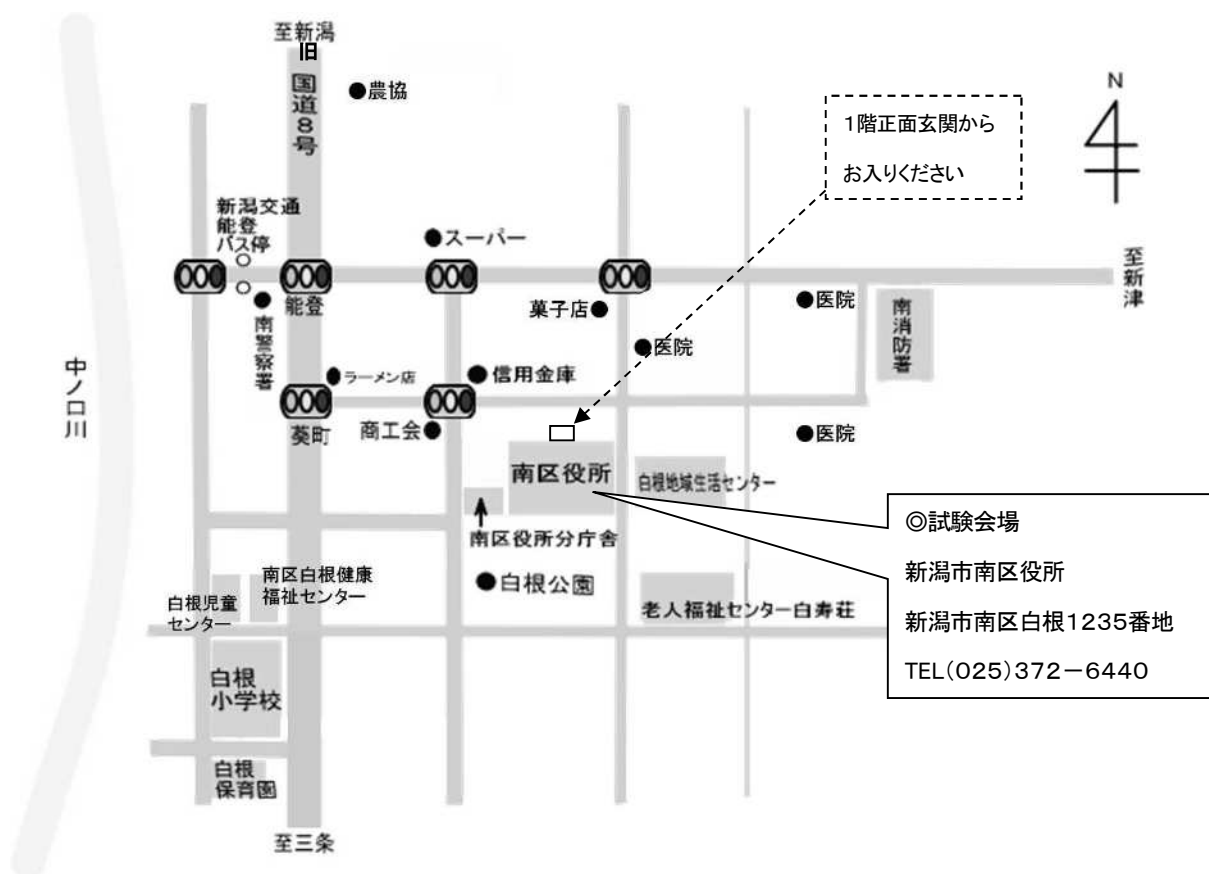 至新潟
旧
国道8号
●農協
1階正面玄関から
お入りください
N
新潟交通
能登
バス停
●スーパー
至新津
能登
菓子店●
●医院
南消防署
南警察署
●医院
中ノ口川
●ラーメン店
●信用金庫
葵町
商工会●
●医院
南区役所
白根地域生活センター
◎試験会場
新潟市南区役所
新潟市南区白根1235番地
TEL(025)372－6440
南区役所分庁舎
南区白根健康
福祉センター
●白根公園
白根児童
センター
老人福祉センター白寿荘
白根
小学校
白根
保育園
至三条